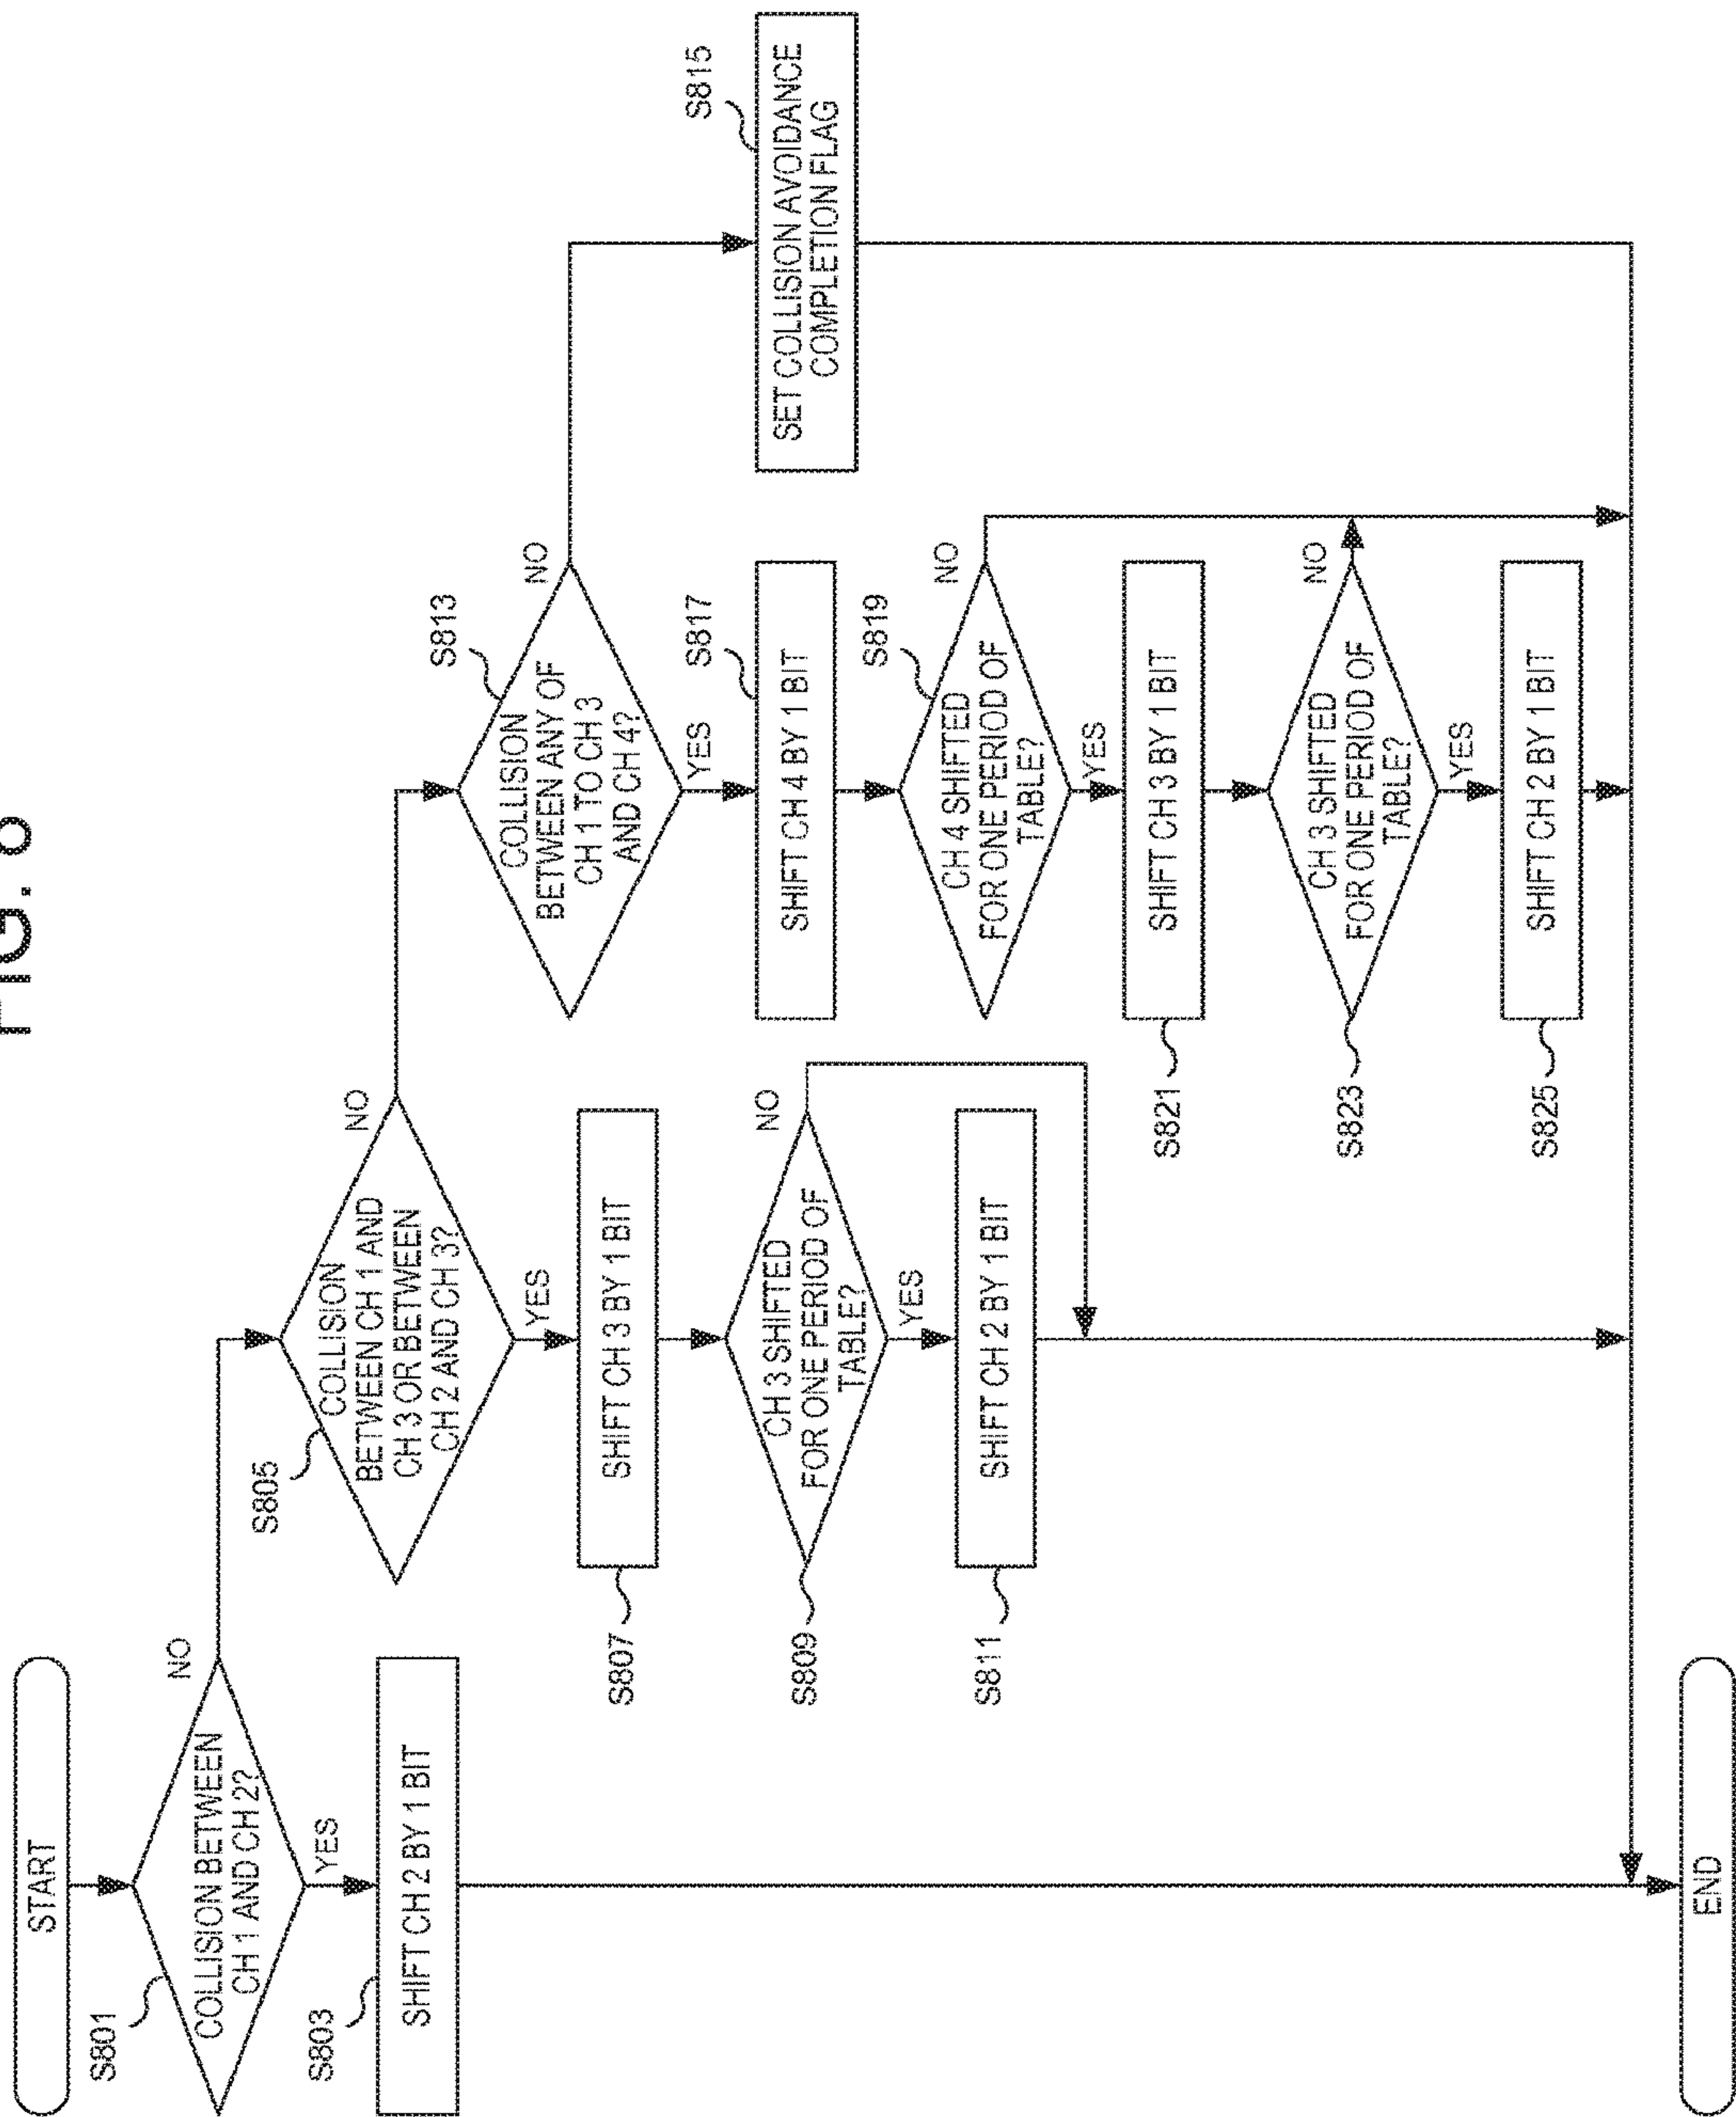 FIG. 8
START
S801
COLLISION BETWEEN
CH 1 AND CH 2?
NO
YES
S803
SHIFT CH 2 BY 1 BIT
S805
COLLISION
BETWEEN CH 1 AND
CH 3 OR BETWEEN
CH 2 AND CH 3?
NO
YES
S807
SHIFT CH 3 BY 1 BIT
S809
CH 3 SHIFTED
FOR ONE PERIOD OF
TABLE?
NO
YES
S811
SHIFT CH 2 BY 1 BIT
S813
COLLISION
BETWEEN ANY OF
CH 1 TO CH 3
AND CH 4?
NO
YES
S815
SET COLLISION AVOIDANCE
COMPLETION FLAG
S817
SHIFT CH 4 BY 1 BIT
S819
CH 4 SHIFTED
FOR ONE PERIOD OF
TABLE?
NO
YES
S821
SHIFT CH 3 BY 1 BIT
S823
CH 3 SHIFTED
FOR ONE PERIOD OF
TABLE?
NO
YES
S825
SHIFT CH 2 BY 1 BIT
END